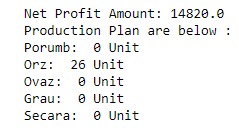 Net Profit Amount: 14820.0
Production Plan are below :
Porumb:  0 Unit
Orz:  26 Unit
Ovaz:  0 Unit
Grau:  0 Unit
Secara:  0 Unit